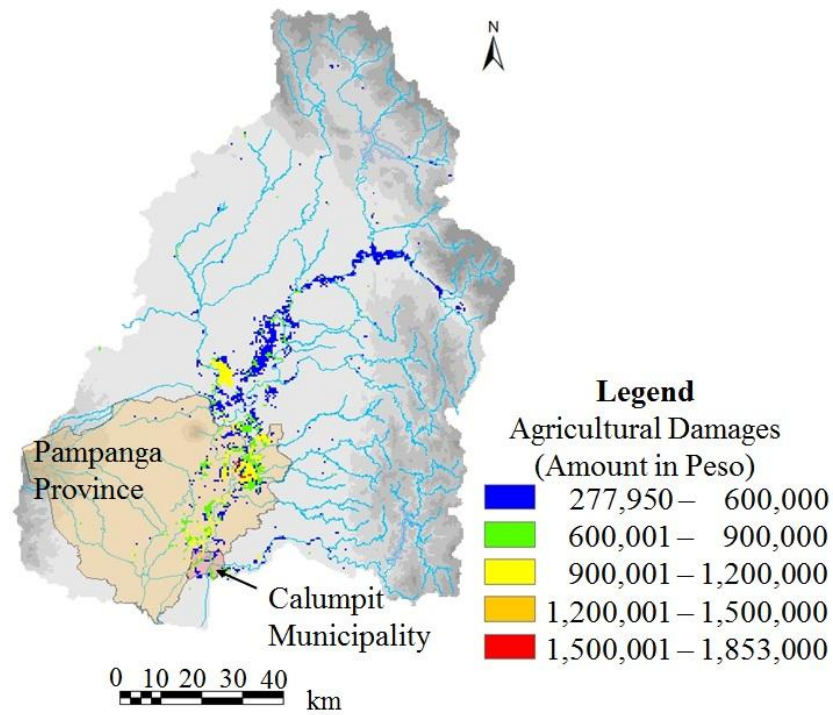 N
Pampanga
Province
Calumpit
Municipality
Legend
Agricultural Damages
(Amount in Peso)
277,950 – 600,000
600,001 – 900,000
900,001 – 1,200,000
1,200,001 – 1,500,000
1,500,001 – 1,853,000
0 10 20 30 40
km